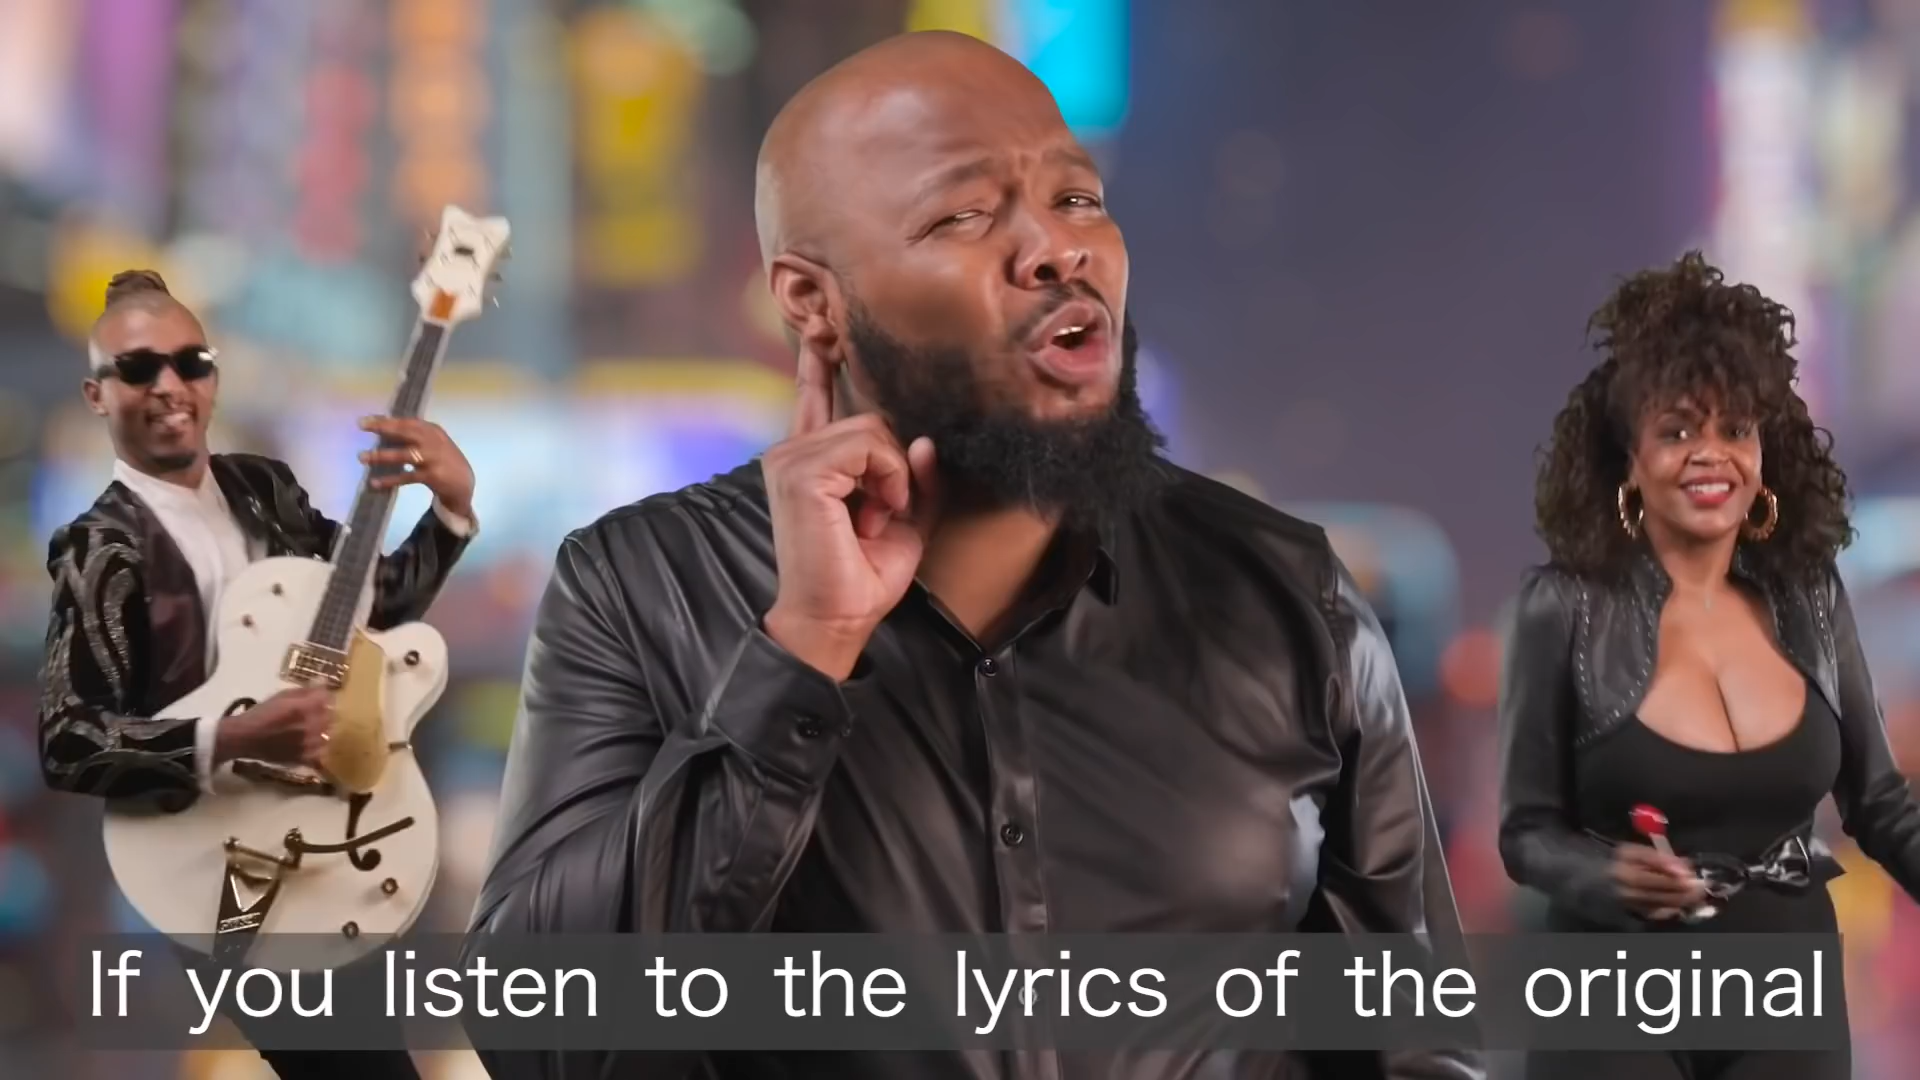 If you listen to the lyrics of the original